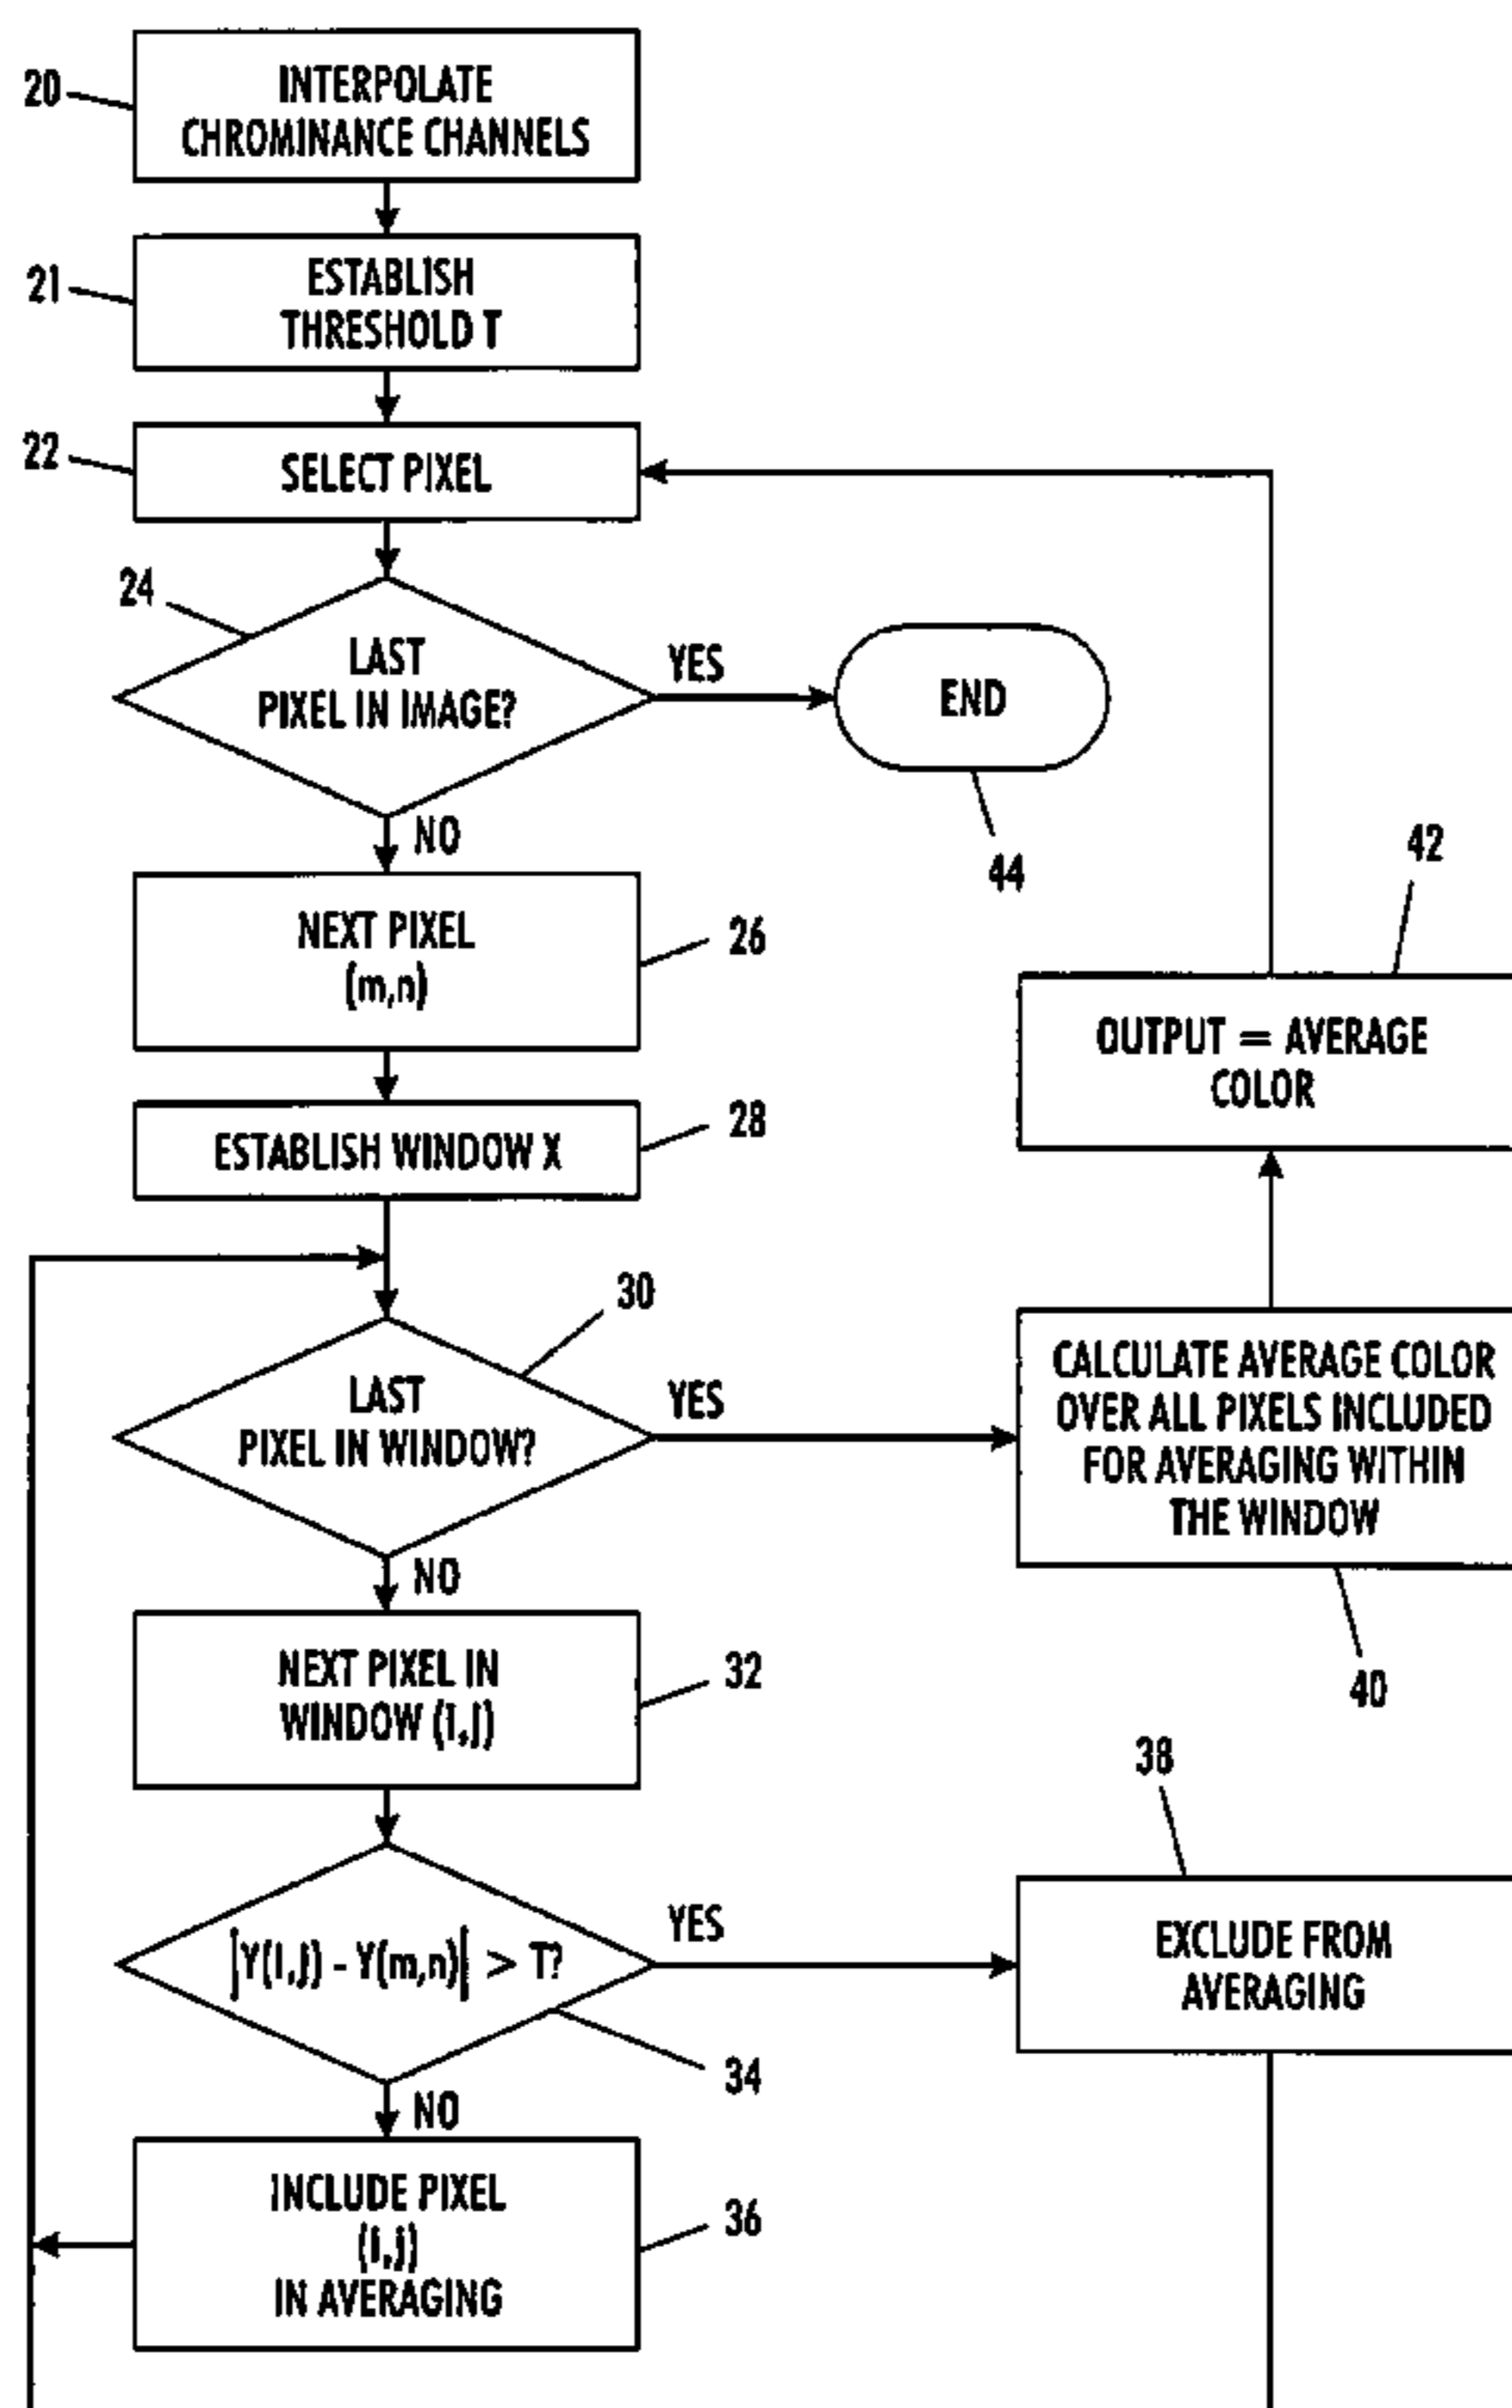 20
INTERPOLATE
CHROMINANCE CHANNELS
21
ESTABLISH
THRESHOLD T
22
SELECT PIXEL
24
LAST
PIXEL IN IMAGE?
YES
END
44
NO
NEXT PIXEL
(m,n)
26
42
OUTPUT = AVERAGE
COLOR
ESTABLISH WINDOW X
28
30
LAST
PIXEL IN WINDOW?
YES
CALCULATE AVERAGE COLOR
OVER ALL PIXELS INCLUDED
FOR AVERAGING WITHIN
THE WINDOW
40
NO
NEXT PIXEL IN
WINDOW (i,j)
32
38
|Y(i,j) - Y(m,n)| > T?
YES
EXCLUDE FROM
AVERAGING
34
NO
INCLUDE PIXEL
(i,j)
IN AVERAGING
36